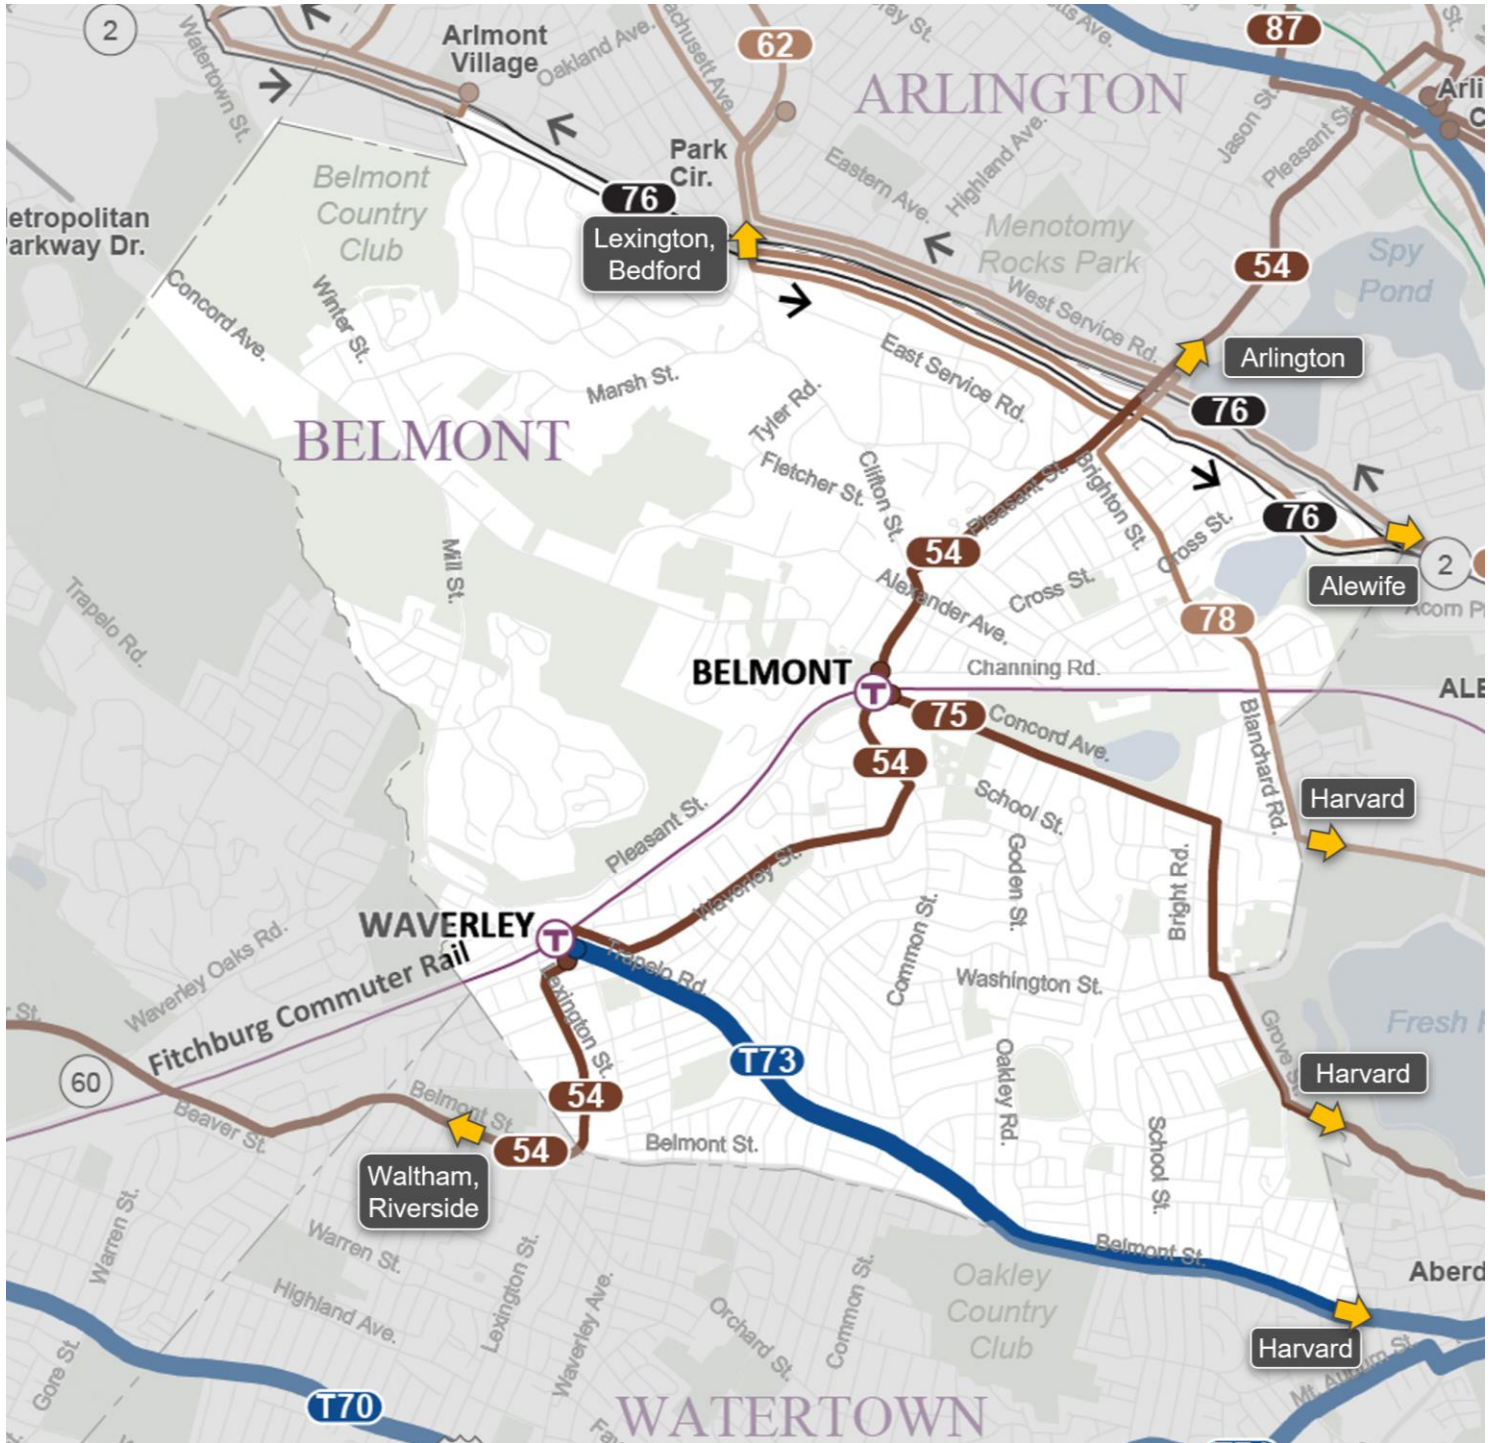 2
Watertown St.
Arlmont
Village
Oakland Ave.
62
87
ARLINGTON
Jason St.
Pleasant St.
Park
Cir.
Eastern Ave.
Highland Ave.
Belmont
Country
Club
76
Lexington,
Bedford
Menotomy
Rocks Park
Spy
Pond
54
etropolitan
arkway Dr.
Concord Ave.
Winter St.
West Service Rd.
Arlington
East Service Rd.
Marsh St.
Tyler Rd.
76
BELMONT
Fletcher St.
Clifton St.
Pleasant St.
Brighton St.
Cross St.
76
54
2
Alewife
Acorn P
Mill St.
Trapelo Rd.
Alexander Ave.
Cross St.
78
BELMONT
T
Channing Rd.
ALE
75
Concord Ave.
54
Blanchard Rd.
Harvard
School St.
Pleasant St.
Goden St.
Bright Rd.
Waverley St.
WAVERLEY
T
Trapelo Rd.
Common St.
Washington St.
Waverley Oaks Rd.
Fitchburg Commuter Rail
St.
Lexington St.
Fresh
Grove St.
T73
Harvard
60
Oakley Rd.
54
Belmont St.
Beaver St.
54
Belmont St.
School St.
Waltham,
Riverside
Warren St.
Warren St.
Lexington St.
Belmont St.
Oakley
Country
Club
Aberd
Highland Ave.
Waverley Ave.
Orchard St.
Common St.
Harvard
Mt. Auburn St.
Gore St.
T70
WATERTOWN